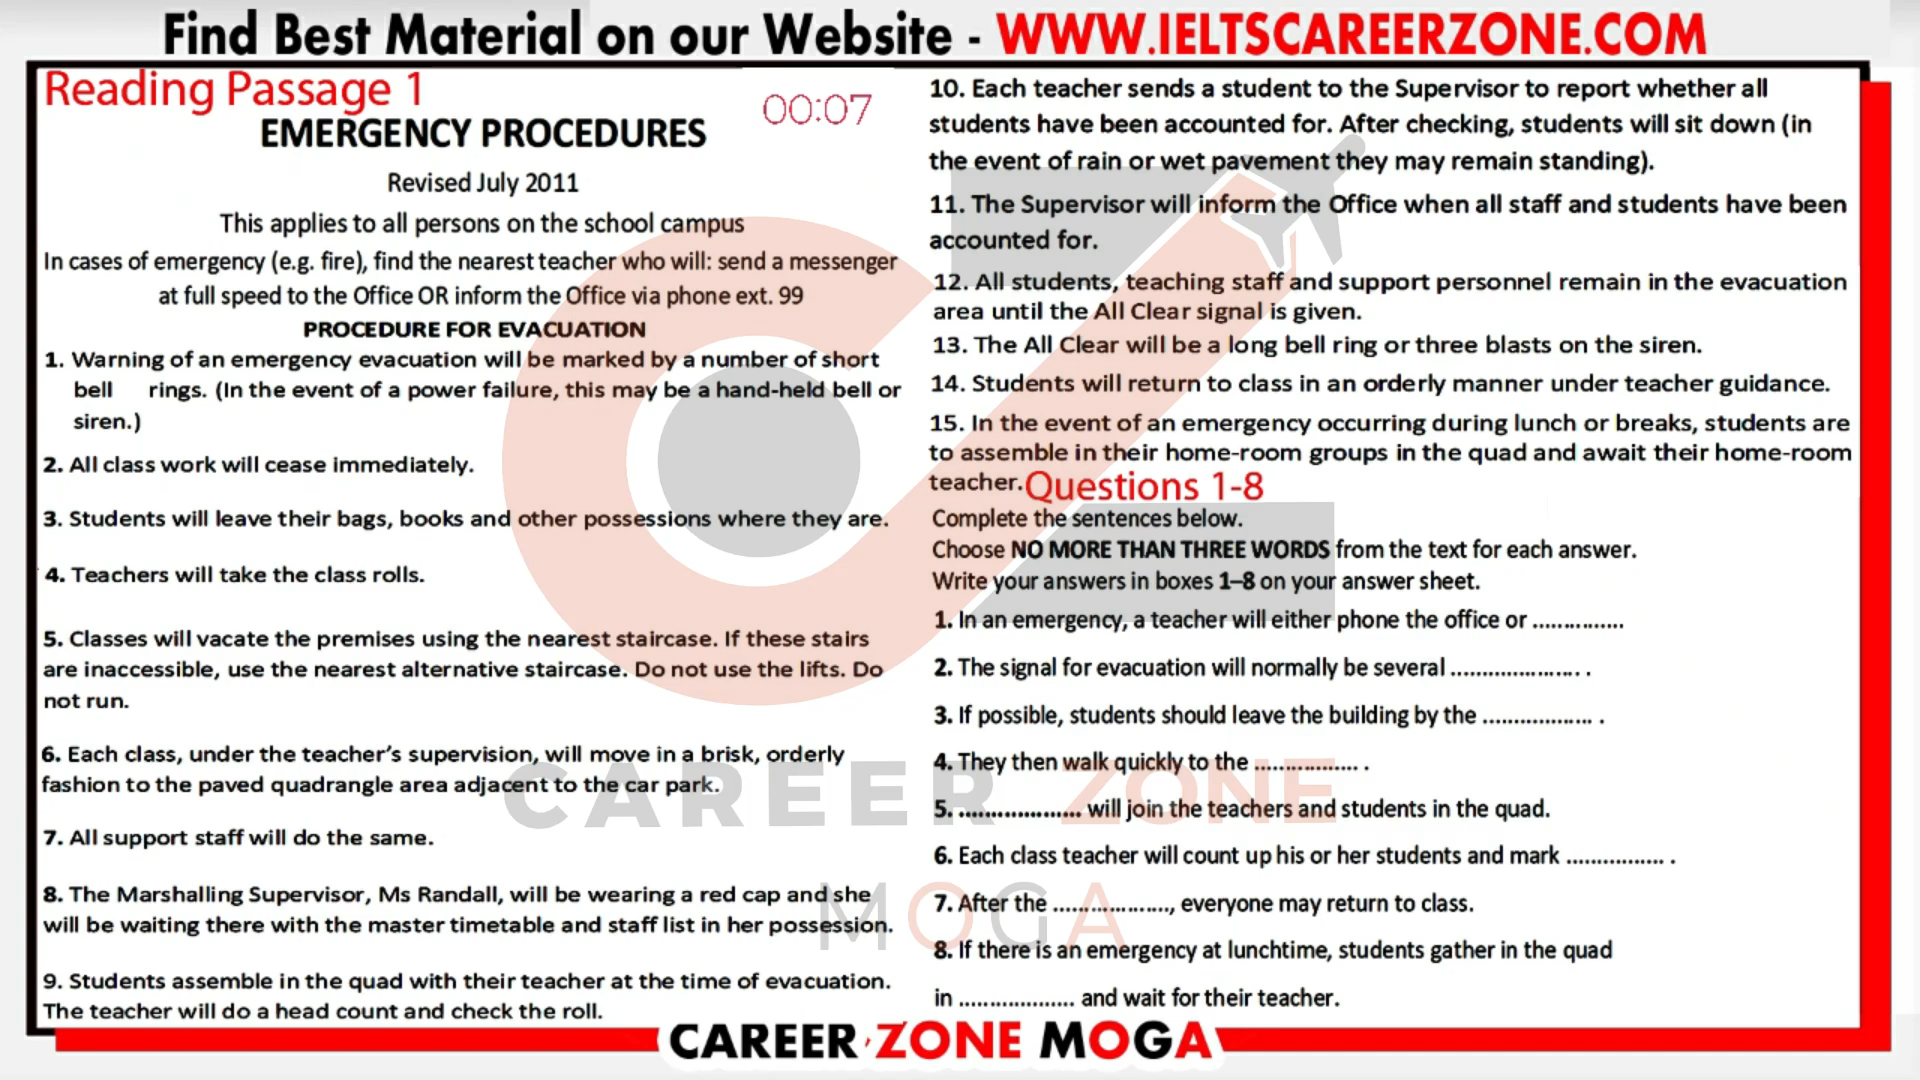 Find Best Material on our Website - WWW.IELTSCAREERZONE.COM
Reading Passage 1
00:07
EMERGENCY PROCEDURES
Revised July 2011
This applies to all persons on the school campus
In cases of emergency (e.g. fire), find the nearest teacher who will: send a messenger
at full speed to the Office OR inform the Office via phone ext. 99
PROCEDURE FOR EVACUATION
1. Warning of an emergency evacuation will be marked by a number of short
bell rings. (In the event of a power failure, this may be a hand-held bell or
siren.)
2. All class work will cease immediately.
3. Students will leave their bags, books and other possessions where they are.
4. Teachers will take the class rolls.
5. Classes will vacate the premises using the nearest staircase. If these stairs
are inaccessible, use the nearest alternative staircase. Do not use the lifts. Do
not run.
6. Each class, under the teacher's supervision, will move in a brisk, orderly
fashion to the paved quadrangle area adjacent to the car park.
7. All support staff will do the same.
8. The Marshalling Supervisor, Ms Randall, will be wearing a red cap and she
will be waiting there with the master timetable and staff list in her possession.
9. Students assemble in the quad with their teacher at the time of evacuation.
The teacher will do a head count and check the roll.
10. Each teacher sends a student to the Supervisor to report whether all
students have been accounted for. After checking, students will sit down (in
the event of rain or wet pavement they may remain standing).
11. The Supervisor will inform the Office when all staff and students have been
accounted for.
12. All students, teaching staff and support personnel remain in the evacuation
area until the All Clear signal is given.
13. The All Clear will be a long bell ring or three blasts on the siren.
14. Students will return to class in an orderly manner under teacher guidance.
15. In the event of an emergency occurring during lunch or breaks, students are
to assemble in their home-room groups in the quad and await their home-room
teacher.
Questions 1-8
Complete the sentences below.
Choose NO MORE THAN THREE WORDS from the text for each answer.
Write your answers in boxes 1–8 on your answer sheet.
1. In an emergency, a teacher will either phone the office or ...............
2. The signal for evacuation will normally be several ..................... .
3. If possible, students should leave the building by the .................. .
4. They then walk quickly to the ................. .
5. .................... will join the teachers and students in the quad.
6. Each class teacher will count up his or her students and mark ................ .
7. After the ..................., everyone may return to class.
8. If there is an emergency at lunchtime, students gather in the quad
in ................... and wait for their teacher.
CAREER ZONE
MOGA
CAREER ZONE MOGA